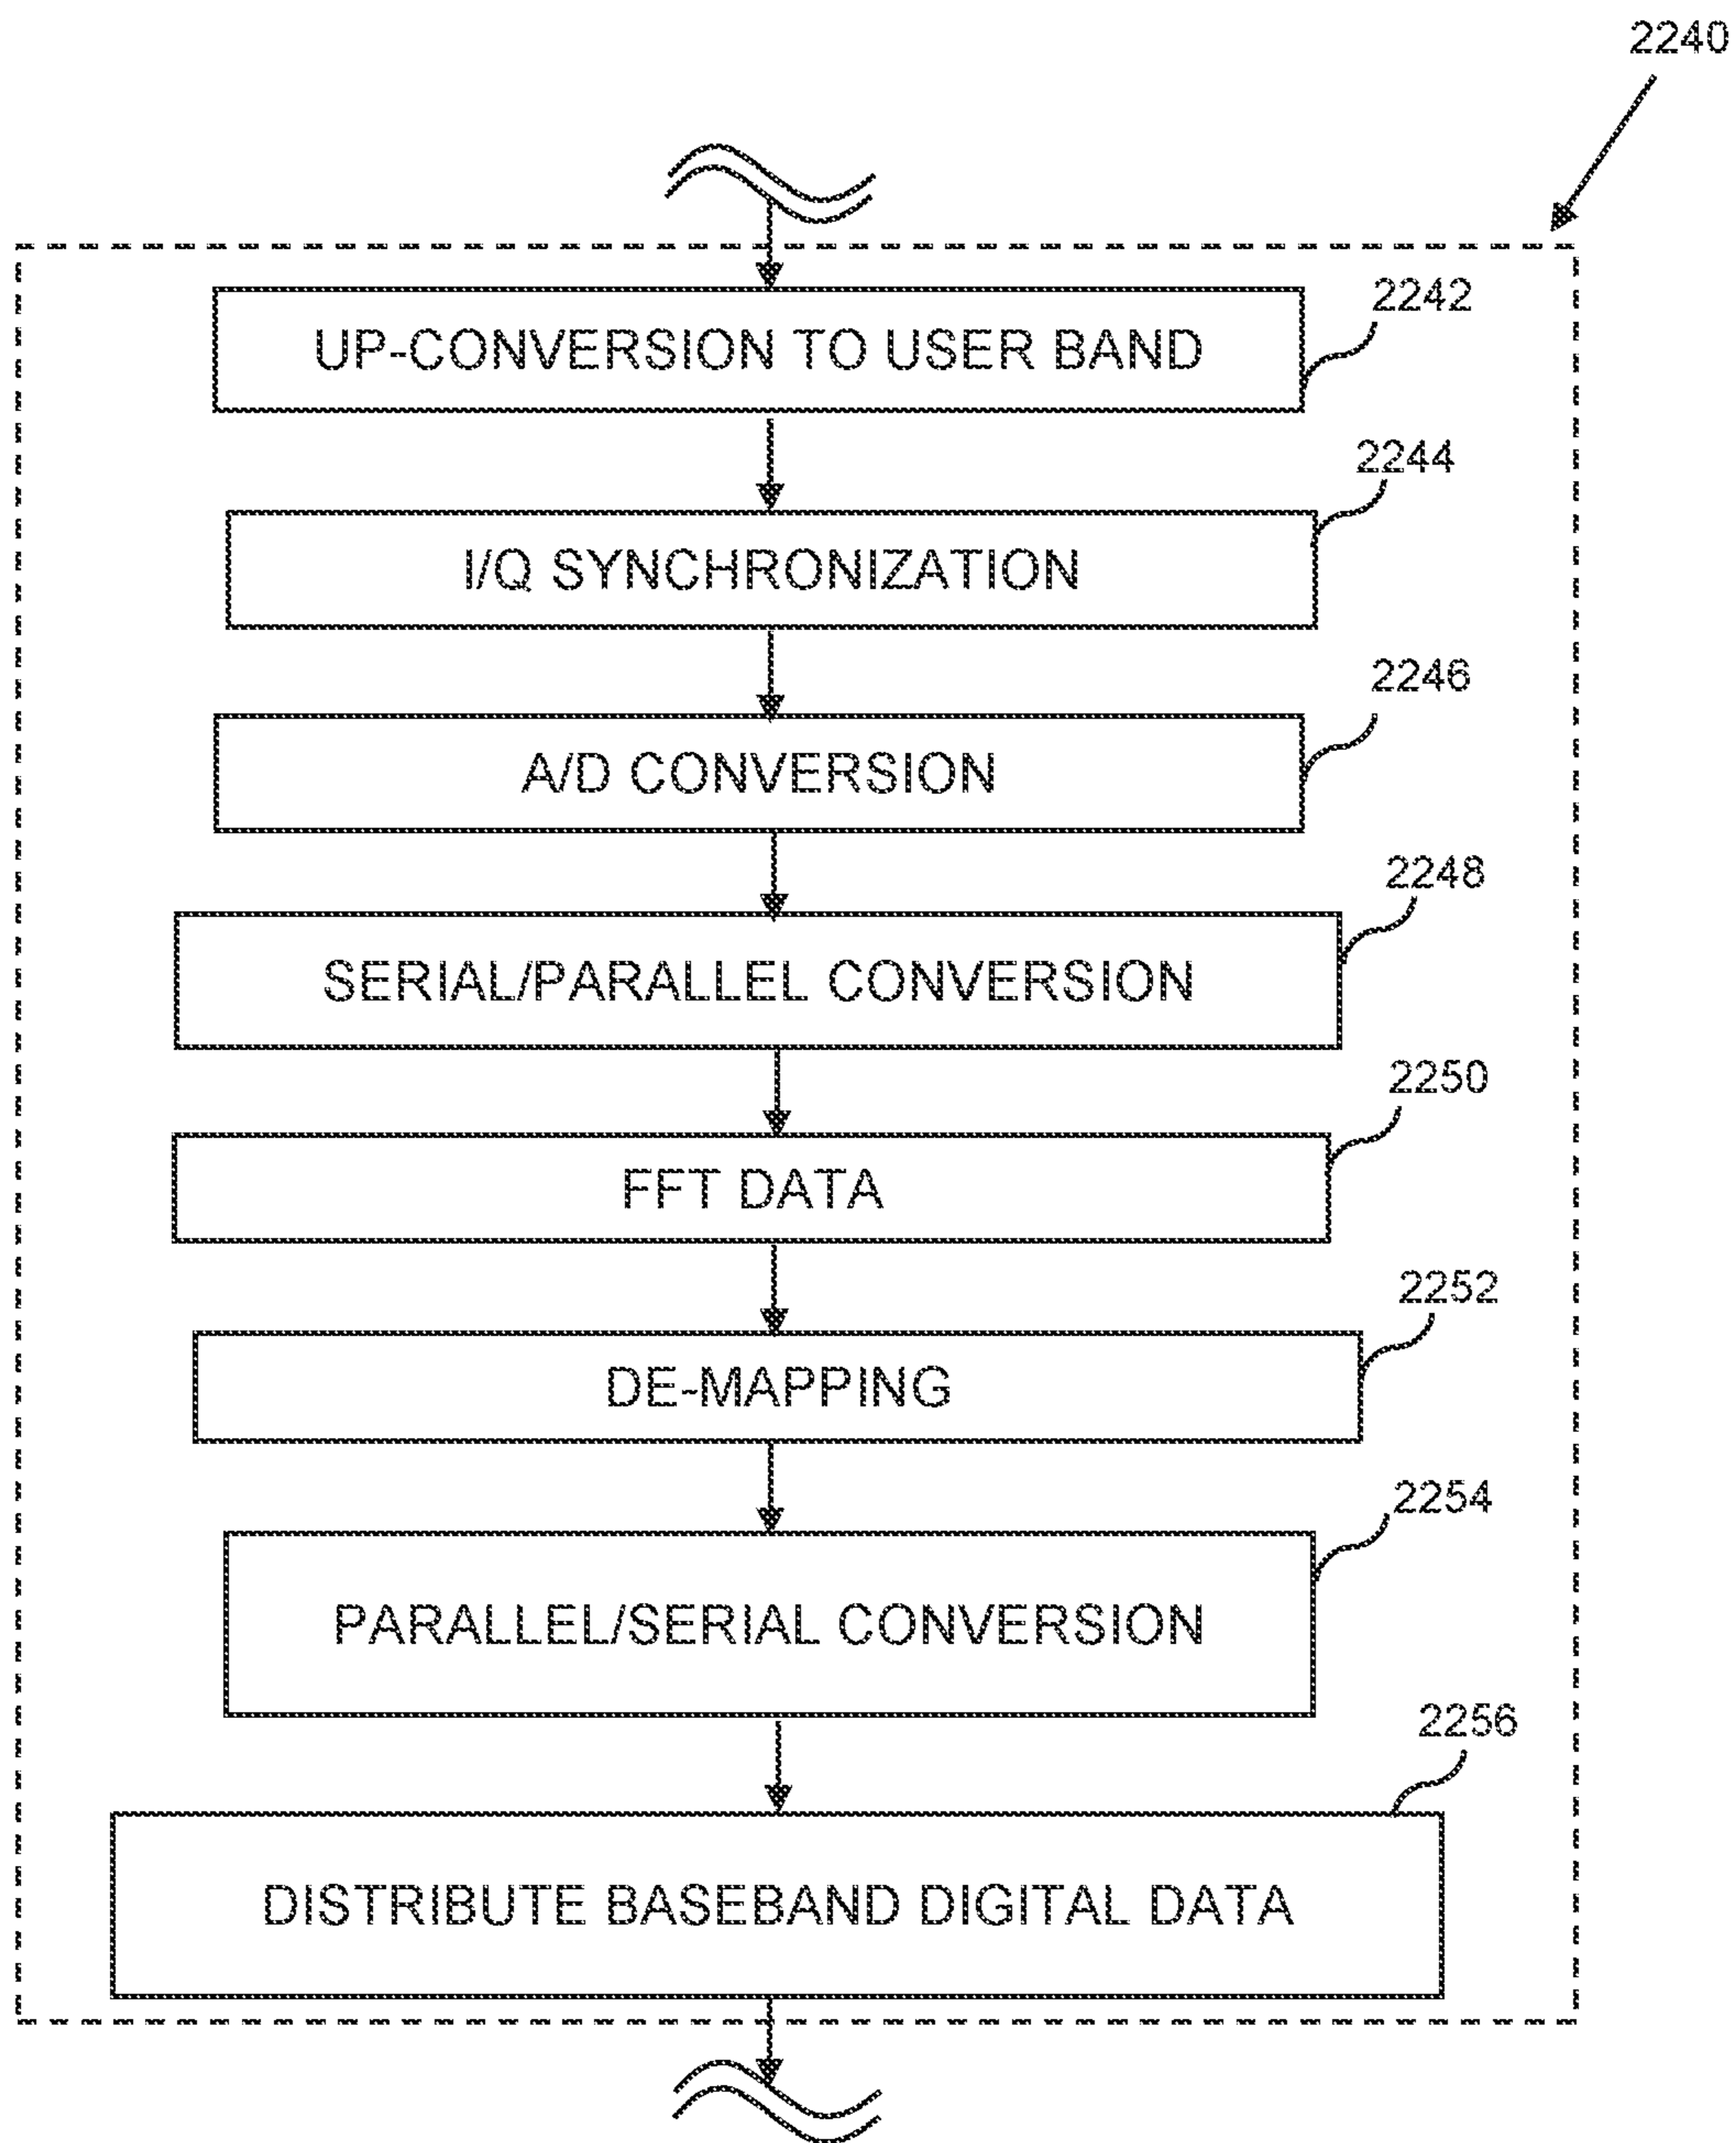 2240
2242
UP-CONVERSION TO USER BAND
2244
I/Q SYNCHRONIZATION
2246
A/D CONVERSION
2248
SERIAL/PARALLEL CONVERSION
2250
FFT DATA
2252
DE-MAPPING
2254
PARALLEL/SERIAL CONVERSION
2256
DISTRIBUTE BASEBAND DIGITAL DATA